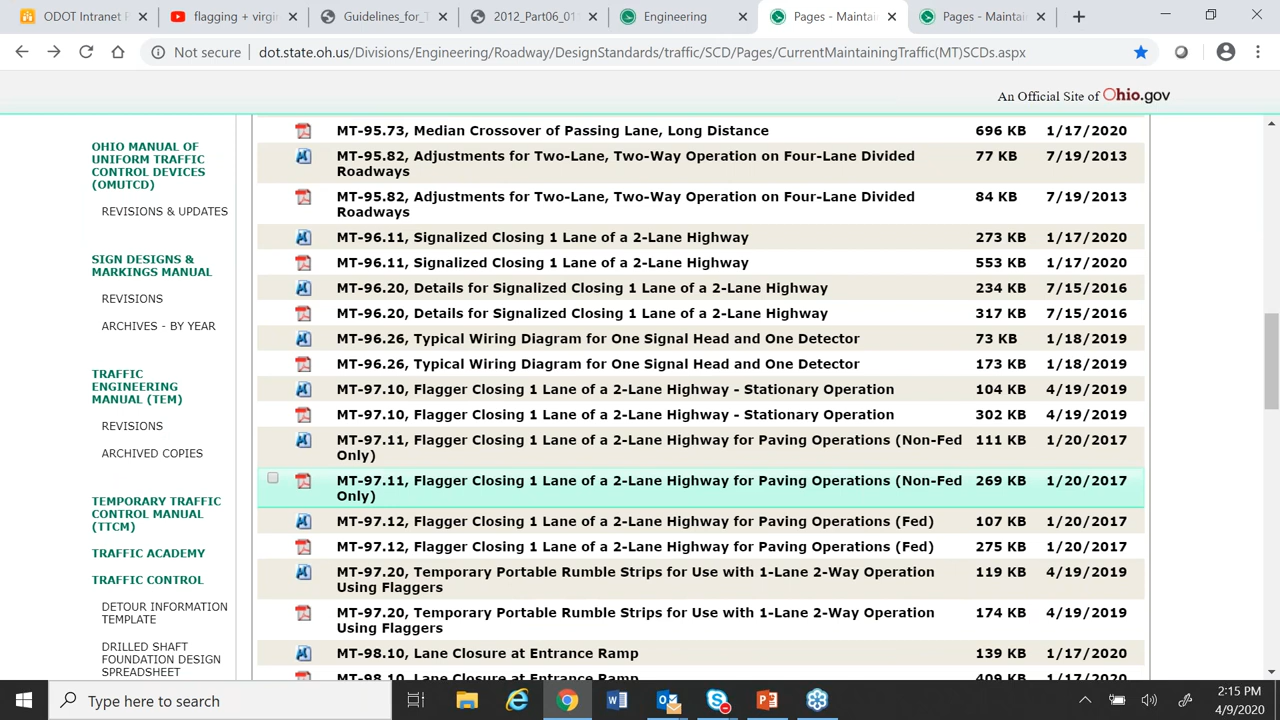 ODOT Intranet
flagging + virgin
Guidelines_for_T
2012_Part06_01
Engineering
Pages - Maintai
Pages - Maintai
Not secure
dot.state.oh.us/Divisions/Engineering/Roadway/DesignStandards/traffic/SCD/Pages/CurrentMaintainingTraffic(MT)SCDs.aspx
An Official Site of Ohio.gov
OHIO MANUAL OF
UNIFORM TRAFFIC
CONTROL DEVICES
(OMUTCD)
REVISIONS & UPDATES
SIGN DESIGNS &
MARKINGS MANUAL
REVISIONS
ARCHIVES - BY YEAR
TRAFFIC
ENGINEERING
MANUAL (TEM)
REVISIONS
ARCHIVED COPIES
TEMPORARY TRAFFIC
CONTROL MANUAL
(TTCM)
TRAFFIC ACADEMY
TRAFFIC CONTROL
DETOUR INFORMATION
TEMPLATE
DRILLED SHAFT
FOUNDATION DESIGN
SPREADSHEET
MT-95.73, Median Crossover of Passing Lane, Long Distance 696 KB 1/17/2020
MT-95.82, Adjustments for Two-Lane, Two-Way Operation on Four-Lane Divided 77 KB 7/19/2013
Roadways
MT-95.82, Adjustments for Two-Lane, Two-Way Operation on Four-Lane Divided 84 KB 7/19/2013
Roadways
MT-96.11, Signalized Closing 1 Lane of a 2-Lane Highway 273 KB 1/17/2020
MT-96.11, Signalized Closing 1 Lane of a 2-Lane Highway 553 KB 1/17/2020
MT-96.20, Details for Signalized Closing 1 Lane of a 2-Lane Highway 234 KB 7/15/2016
MT-96.20, Details for Signalized Closing 1 Lane of a 2-Lane Highway 317 KB 7/15/2016
MT-96.26, Typical Wiring Diagram for One Signal Head and One Detector 73 KB 1/18/2019
MT-96.26, Typical Wiring Diagram for One Signal Head and One Detector 173 KB 1/18/2019
MT-97.10, Flagger Closing 1 Lane of a 2-Lane Highway - Stationary Operation 104 KB 4/19/2019
MT-97.10, Flagger Closing 1 Lane of a 2-Lane Highway - Stationary Operation 302 KB 4/19/2019
MT-97.11, Flagger Closing 1 Lane of a 2-Lane Highway for Paving Operations (Non-Fed 111 KB 1/20/2017
Only)
MT-97.11, Flagger Closing 1 Lane of a 2-Lane Highway for Paving Operations (Non-Fed 269 KB 1/20/2017
Only)
MT-97.12, Flagger Closing 1 Lane of a 2-Lane Highway for Paving Operations (Fed) 107 KB 1/20/2017
MT-97.12, Flagger Closing 1 Lane of a 2-Lane Highway for Paving Operations (Fed) 275 KB 1/20/2017
MT-97.20, Temporary Portable Rumble Strips for Use with 1-Lane 2-Way Operation 119 KB 4/19/2019
Using Flaggers
MT-97.20, Temporary Portable Rumble Strips for Use with 1-Lane 2-Way Operation 174 KB 4/19/2019
Using Flaggers
MT-98.10, Lane Closure at Entrance Ramp 139 KB 1/17/2020
MT-98.10, Lane Closure at Entrance Ramp 409 KB 1/17/2020
Type here to search
2:15 PM
4/9/2020